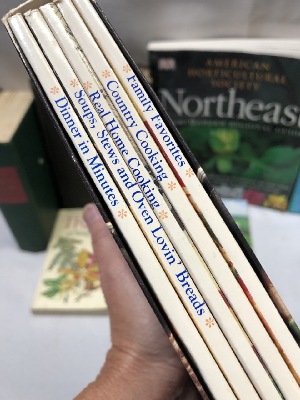 Family Favorites *
Country Cooking *
Real Home Cooking *
Soups, Stews and Oven Lovin' Breads *
Dinner in Minutes *
DK
AMERICAN
HORTICULTURAL
SOCIETY
Northeast